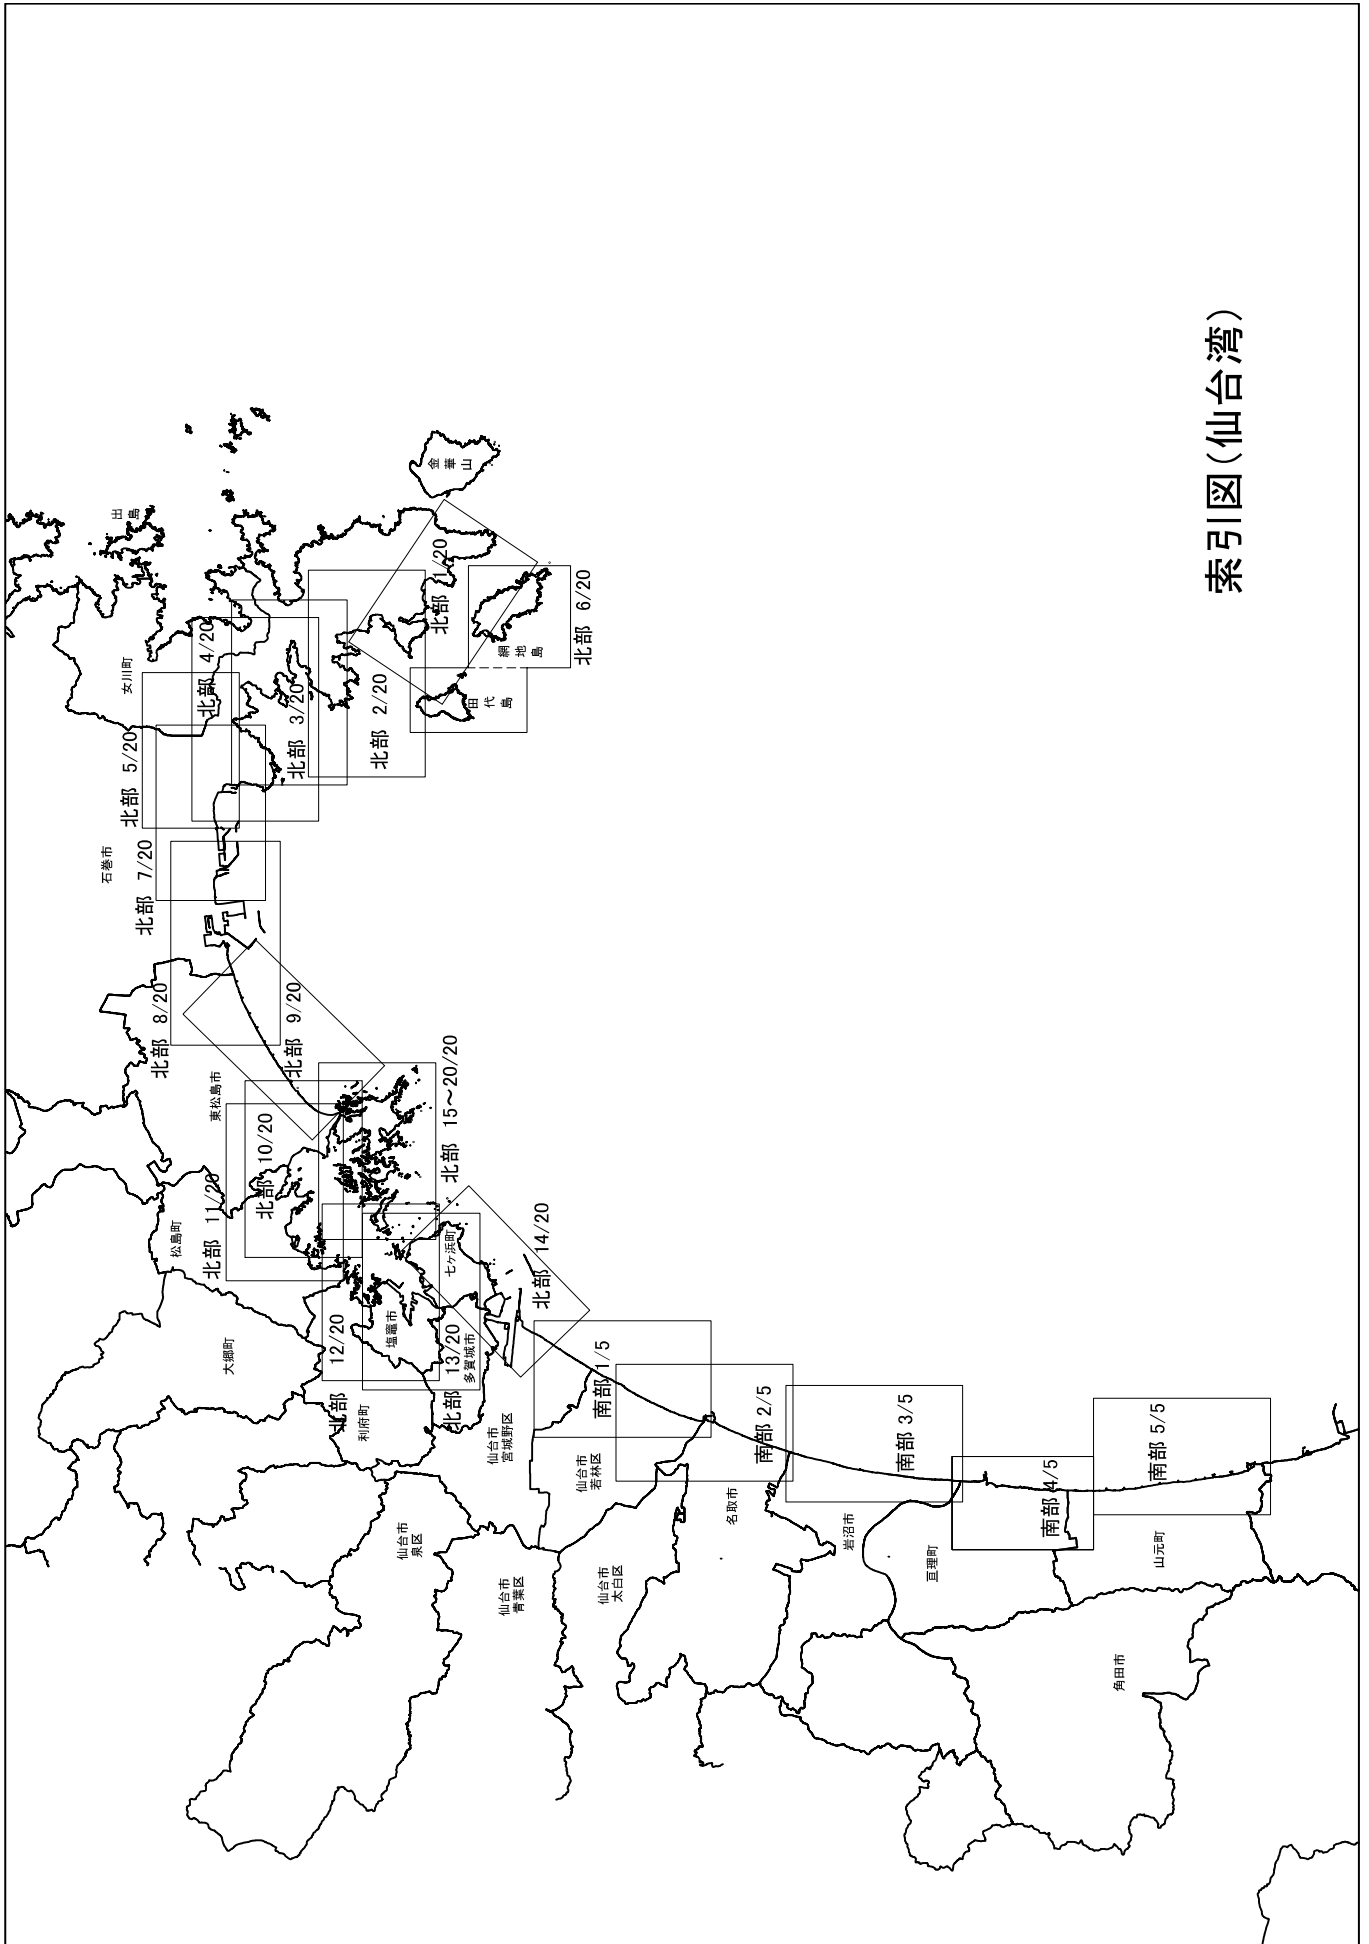 索引図(仙台湾)
出島
女川町
石巻市
東松島市
松島町
大郷町
利府町
塩竈市
多賀城市
七ヶ浜町
仙台市
宮城野区
仙台市
若林区
仙台市
泉区
仙台市
青葉区
仙台市
太白区
名取市
岩沼市
亘理町
山元町
角田市
金華山
網地島
田代島
北部 1/20
北部 2/20
北部 3/20
北部 4/20
北部 5/20
北部 6/20
北部 7/20
北部 8/20
北部 9/20
北部 10/20
北部 11/20
北部 12/20
北部 13/20
北部 14/20
北部 15～20/20
南部 1/5
南部 2/5
南部 3/5
南部 4/5
南部 5/5